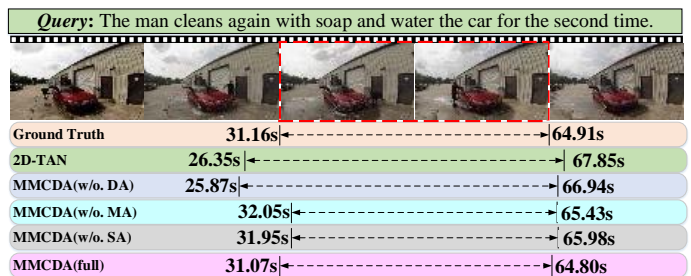 Query: The man cleans again with soap and water the car for the second time.
Ground Truth 31.16s 64.91s
2D-TAN 26.35s 67.85s
MMCDA(w/o. DA) 25.87s 66.94s
MMCDA(w/o. MA) 32.05s 65.43s
MMCDA(w/o. SA) 31.95s 65.98s
MMCDA(full) 31.07s 64.80s